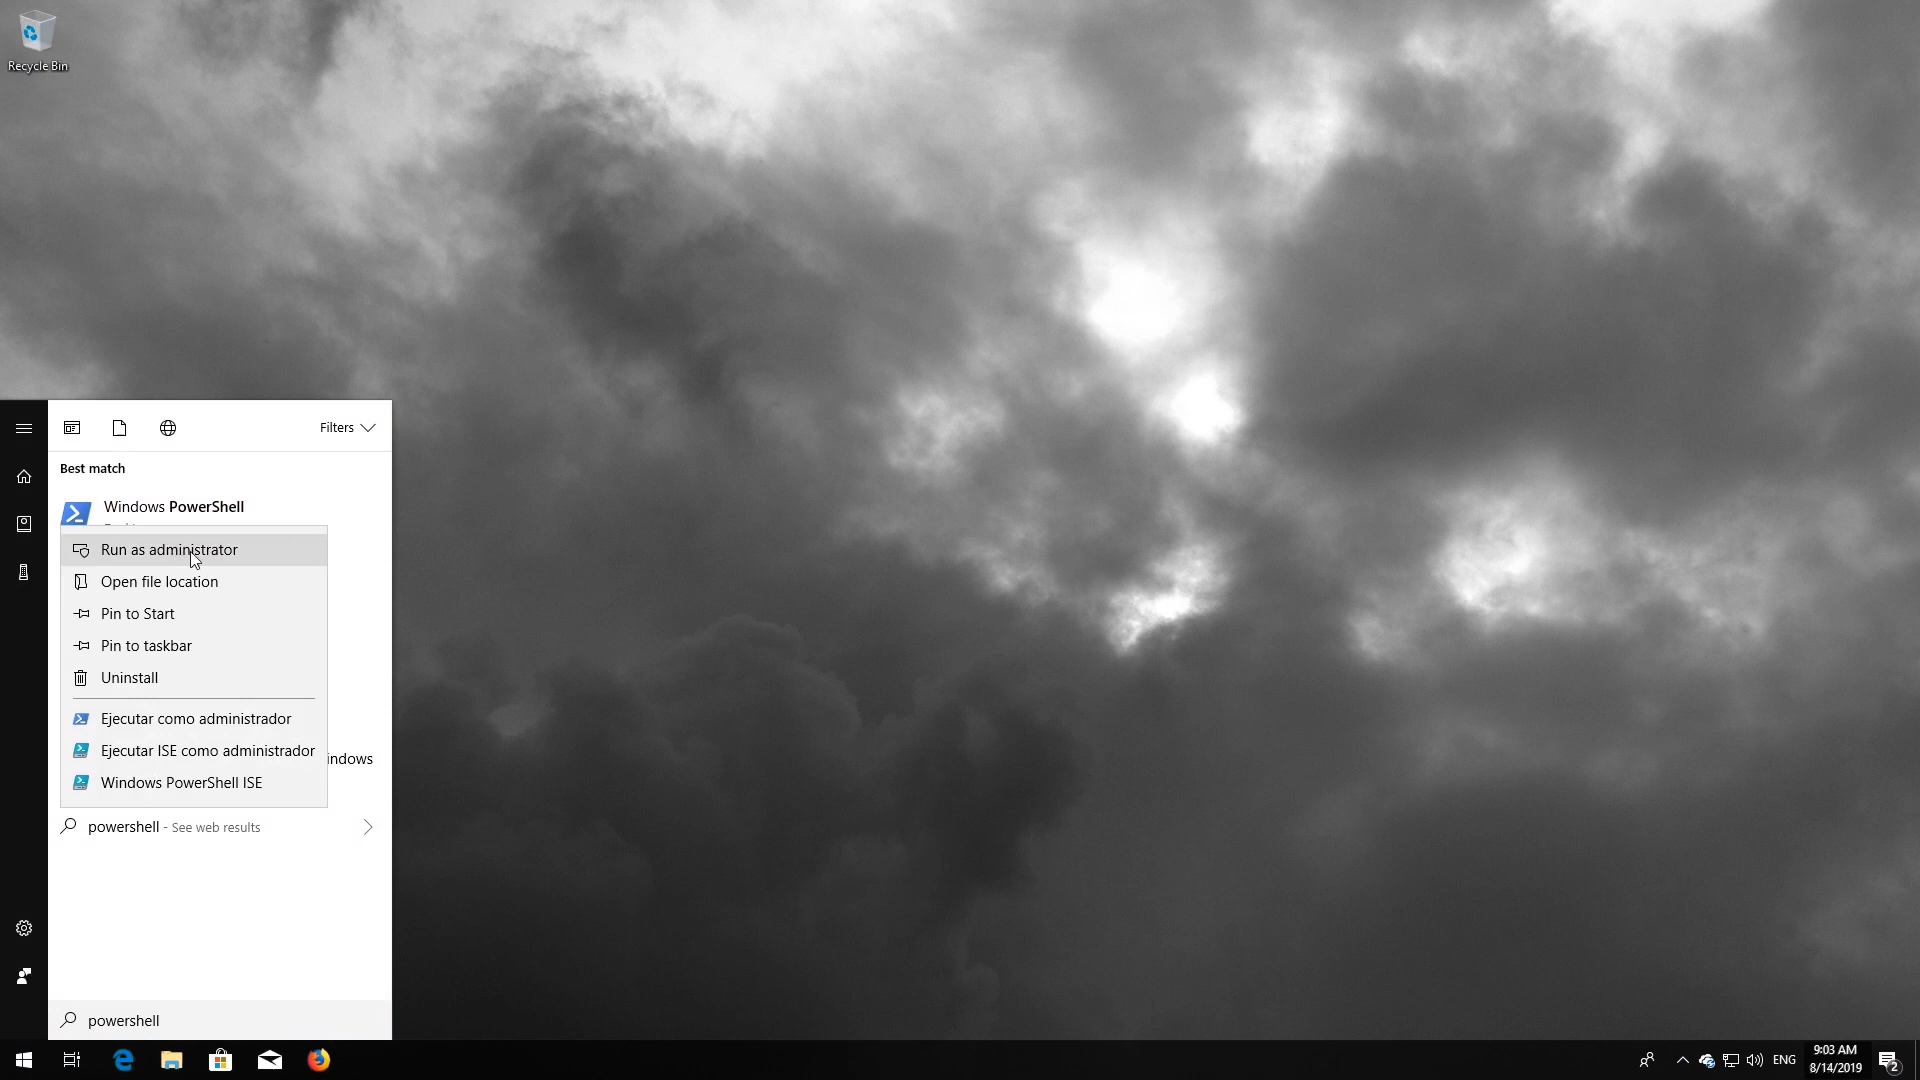 Recycle Bin
Filters
Best match
Windows PowerShell
Run as administrator
Open file location
Pin to Start
Pin to taskbar
Uninstall
Ejecutar como administrador
Ejecutar ISE como administrador
indows
Windows PowerShell ISE
powershell - See web results
powershell
ENG
9:03 AM
8/14/2019
2